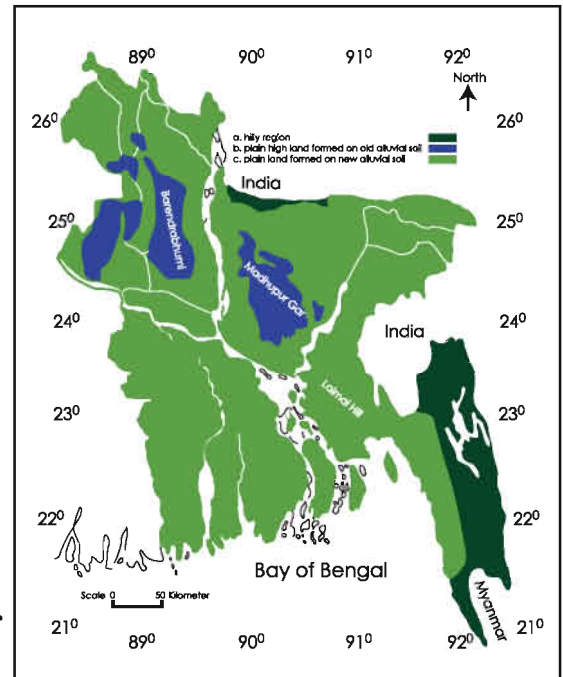 89⁰ 90⁰ 91⁰ 92⁰
North
26⁰ 26⁰
a. hilly region
b. plain high land formed on old alluvial soil
c. plain land formed on new alluvial soil
India
25⁰ 25⁰
Barendrabhumi
Madhupur Gar
24⁰ India 24⁰
Lalmai Hill
23⁰ 23⁰
22⁰ 22⁰
Bay of Bengal
Scale 0 50 Kilometer
Myanmar
21⁰ 89⁰ 90⁰ 91⁰ 92⁰ 21⁰